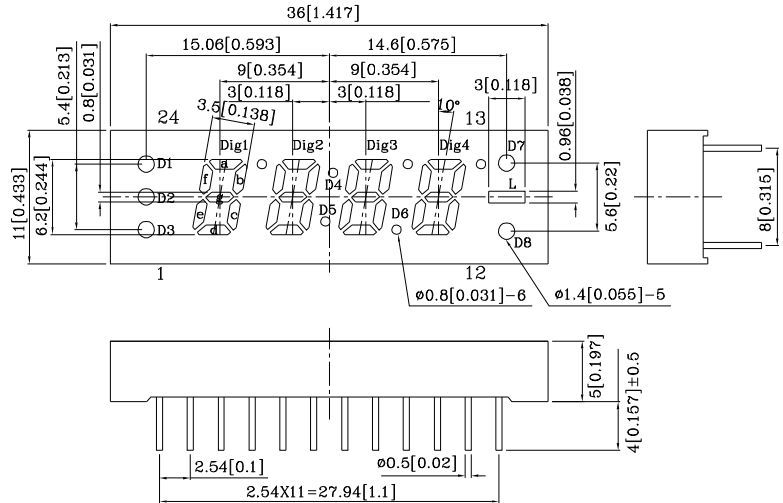 36[1.417]
15.06[0.593]
14.6[0.575]
9[0.354]
9[0.354]
3[0.118]
3[0.118]
3[0.118]
3.5[0.138]
10°
5.4[0.213]
0.8[0.031]
0.96[0.038]
24
13
Dig1
Dig2
Dig3
Dig4
D7
D1
a
D4
f
b
L
D2
g
D5
e
c
D6
D3
d
D8
11[0.433]
6.2[0.244]
5.6[0.22]
8[0.315]
1
12
ø0.8[0.031]-6
ø1.4[0.055]-5
5[0.197]
4[0.157]±0.5
2.54[0.1]
ø0.5[0.02]
2.54X11=27.94[1.1]